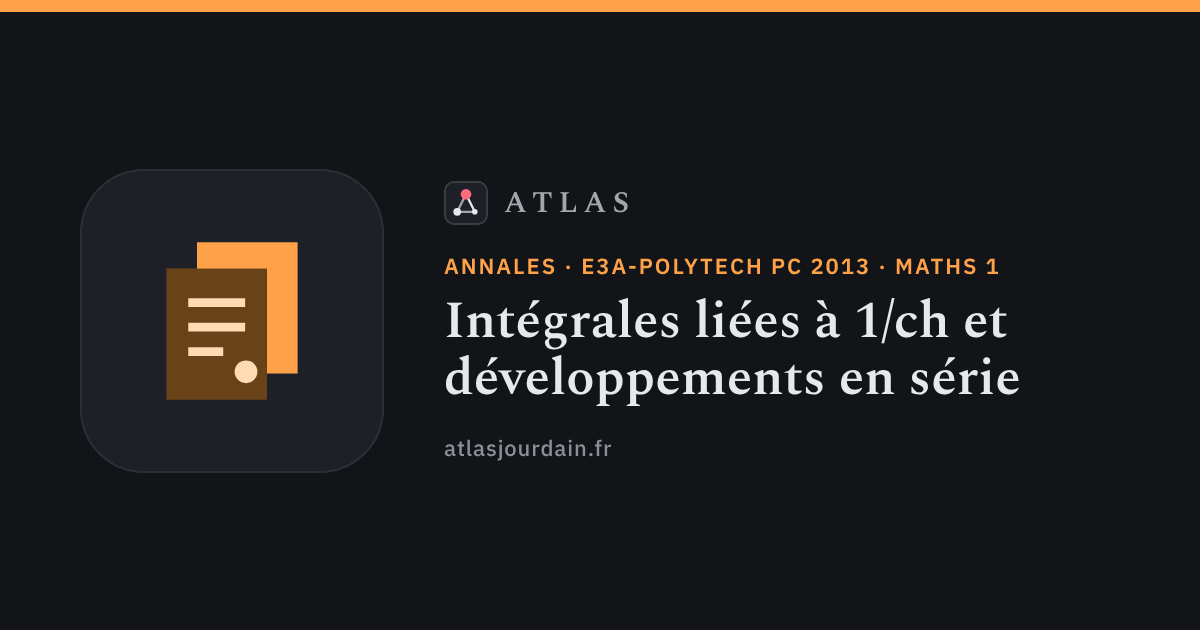 ATLAS
ANNALES · E3A-POLYTECH PC 2013 · MATHS 1
Intégrales liées à 1/ch et
développements en série
atlasjourdain.fr